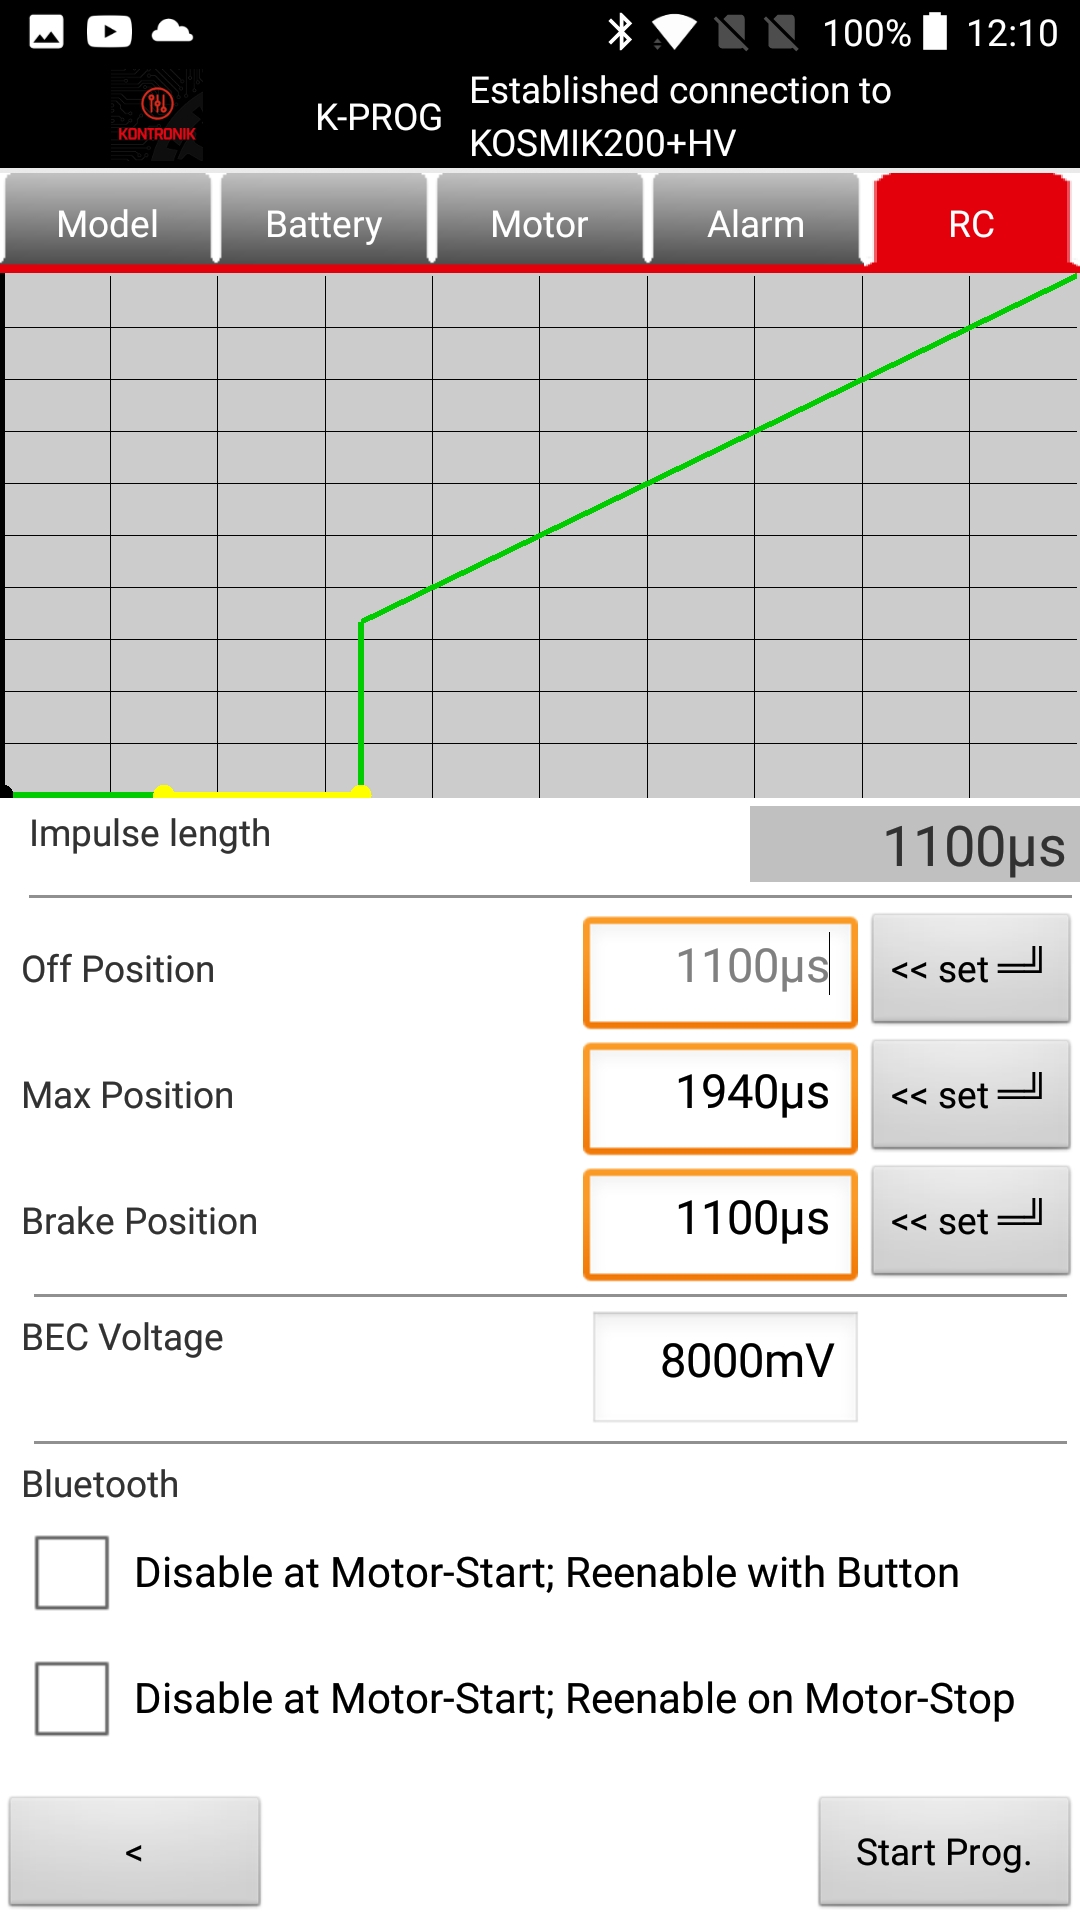 100% 12:10
KONTRONIK
K-PROG
Established connection to
KOSMIK200+HV
Model Battery Motor Alarm RC
Impulse length 1100µs
Off Position 1100µs << set
Max Position 1940µs << set
Brake Position 1100µs << set
BEC Voltage 8000mV
Bluetooth
Disable at Motor-Start; Reenable with Button
Disable at Motor-Start; Reenable on Motor-Stop
< Start Prog.